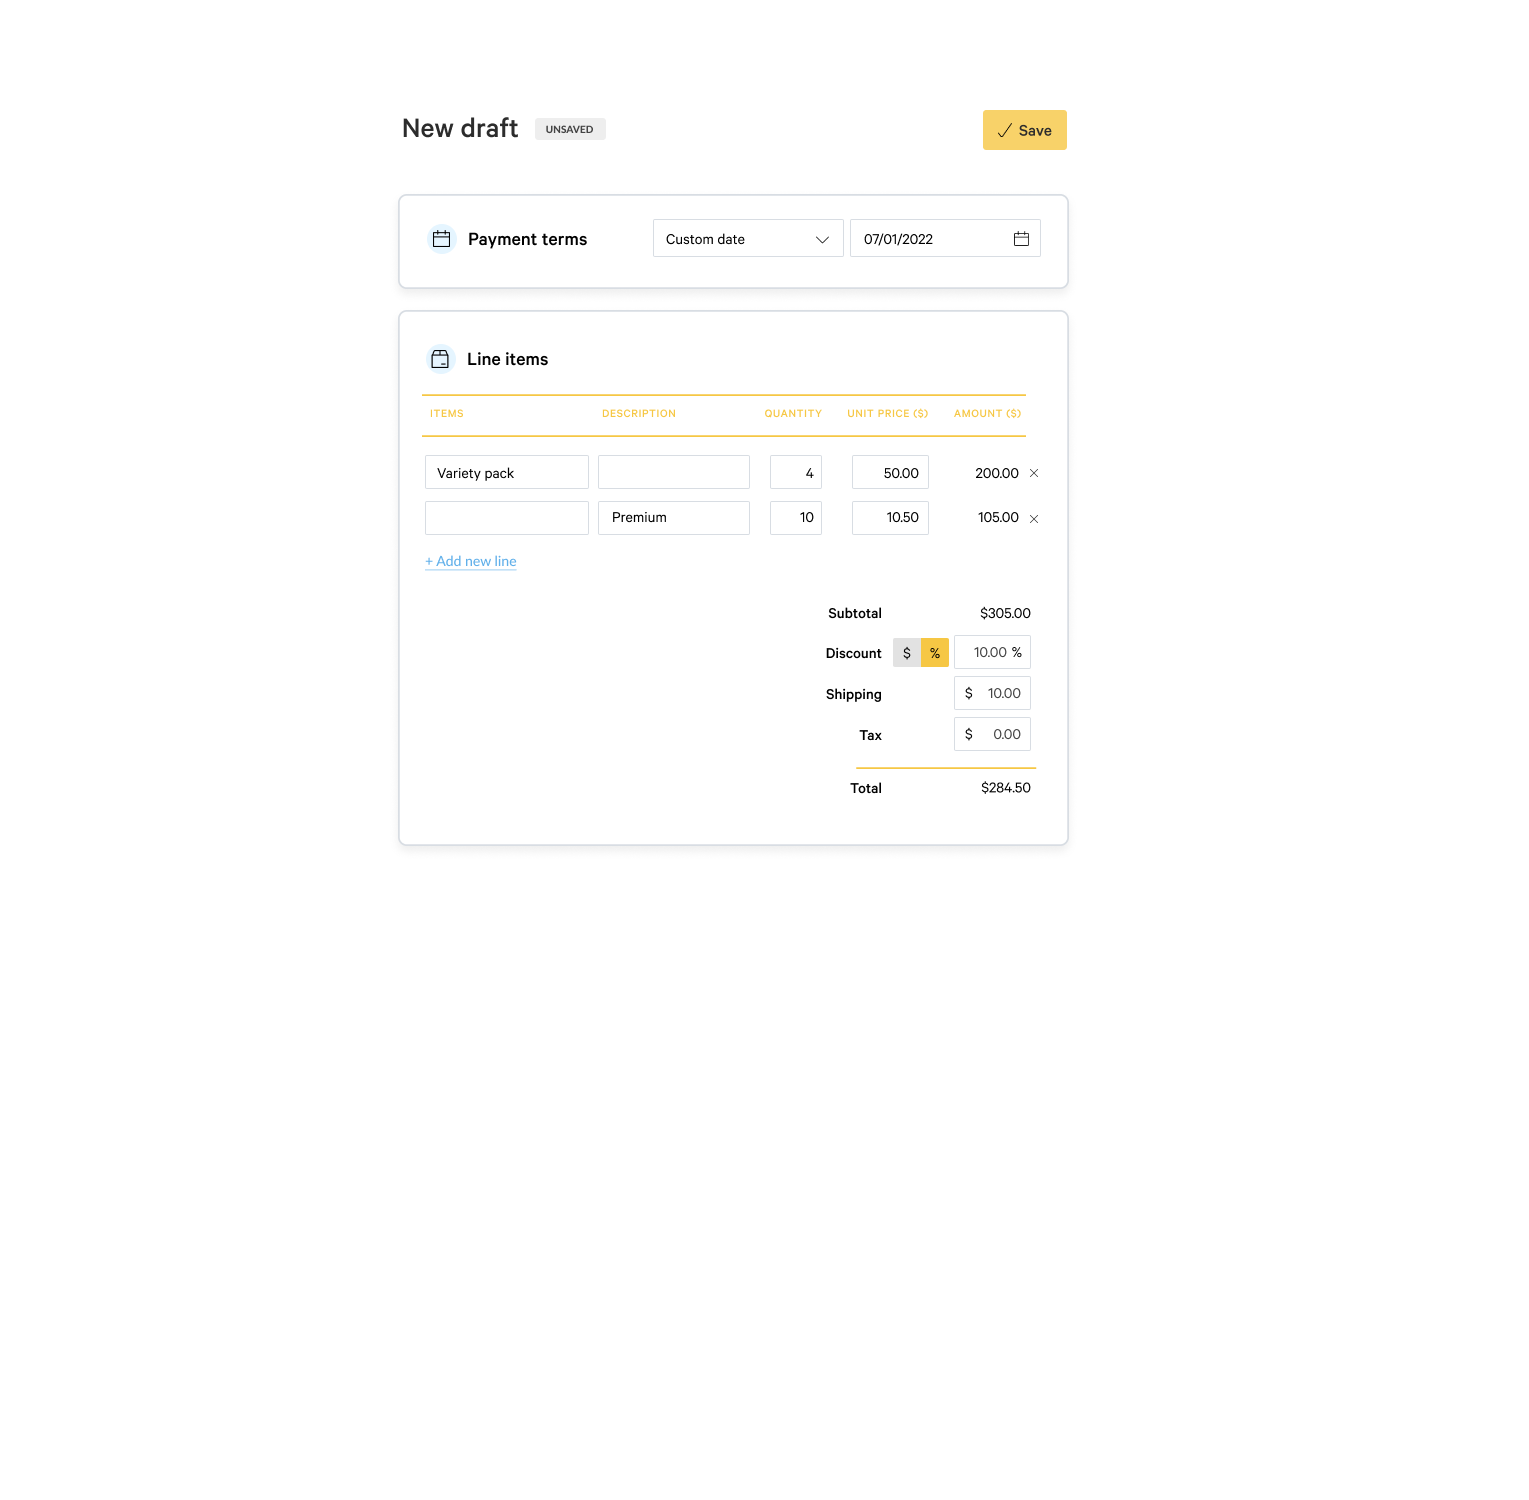 New draft UNSAVED Save
Payment terms Custom date 07/01/2022
Line items
ITEMS DESCRIPTION QUANTITY UNIT PRICE ($) AMOUNT ($)
Variety pack 4 50.00 200.00
Premium 10 10.50 105.00
+ Add new line
Subtotal $305.00
Discount $ % 10.00 %
Shipping $ 10.00
Tax $ 0.00
Total $284.50